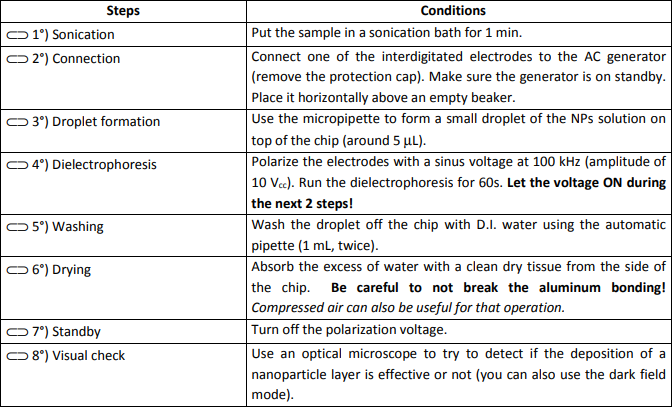 Steps Conditions
1°) Sonication Put the sample in a sonication bath for 1 min.
2°) Connection Connect one of the interdigitated electrodes to the AC generator
(remove the protection cap). Make sure the generator is on standby.
Place it horizontally above an empty beaker.
3°) Droplet formation Use the micropipette to form a small droplet of the NPs solution on
top of the chip (around 5 µL).
4°) Dielectrophoresis Polarize the electrodes with a sinus voltage at 100 kHz (amplitude of
10 Vcc). Run the dielectrophoresis for 60s. Let the voltage ON during
the next 2 steps!
5°) Washing Wash the droplet off the chip with D.I. water using the automatic
pipette (1 mL, twice).
6°) Drying Absorb the excess of water with a clean dry tissue from the side of
the chip. Be careful to not break the aluminum bonding!
Compressed air can also be useful for that operation.
7°) Standby Turn off the polarization voltage.
8°) Visual check Use an optical microscope to try to detect if the deposition of a
nanoparticle layer is effective or not (you can also use the dark field
mode).